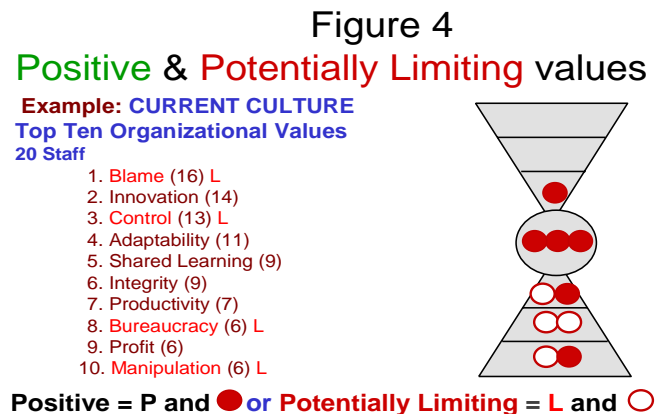 Figure 4
Positive & Potentially Limiting values
Example: CURRENT CULTURE
Top Ten Organizational Values
20 Staff
1. Blame (16) L
2. Innovation (14)
3. Control (13) L
4. Adaptability (11)
5. Shared Learning (9)
6. Integrity (9)
7. Productivity (7)
8. Bureaucracy (6) L
9. Profit (6)
10. Manipulation (6) L
Positive = P and or Potentially Limiting = L and